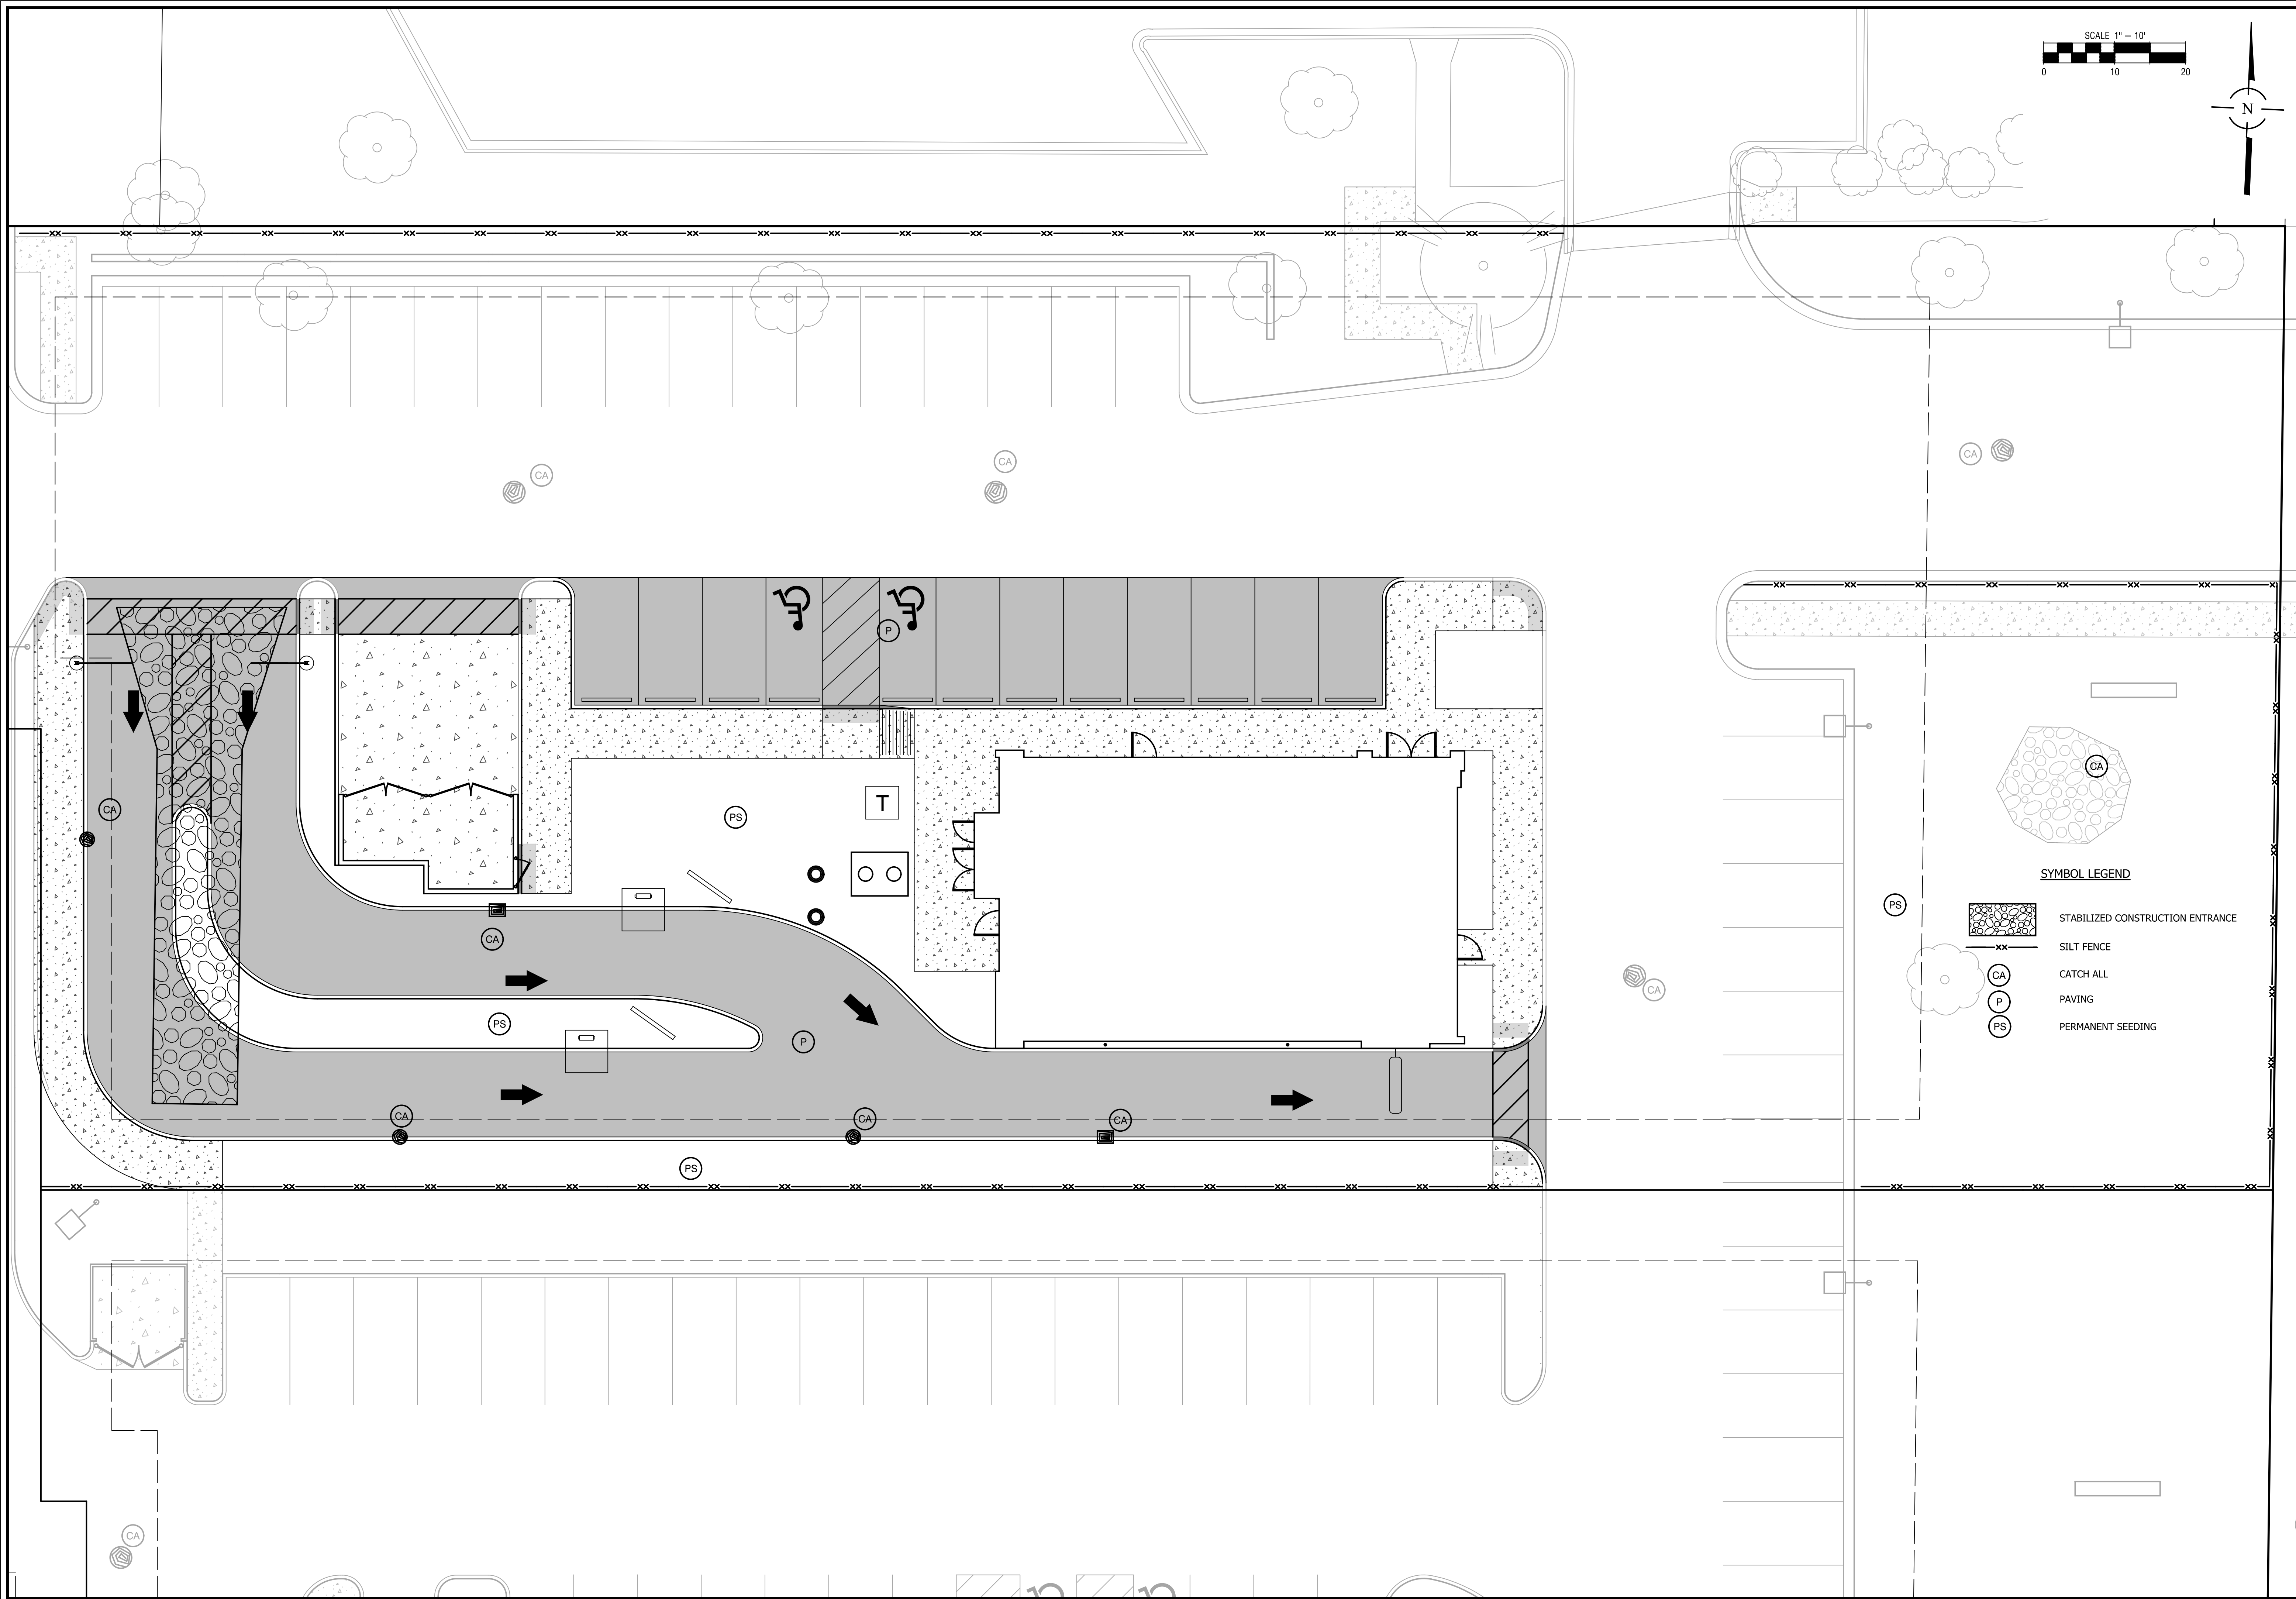 SCALE 1" = 10'
0 10 20
N
CA
CA
CA
P
CA
CA
T
PS
SYMBOL LEGEND
PS
STABILIZED CONSTRUCTION ENTRANCE
CA
SILT FENCE
CA CATCH ALL
CA
P PAVING
PS
PS PERMANENT SEEDING
P
CA
CA
CA
PS
CA